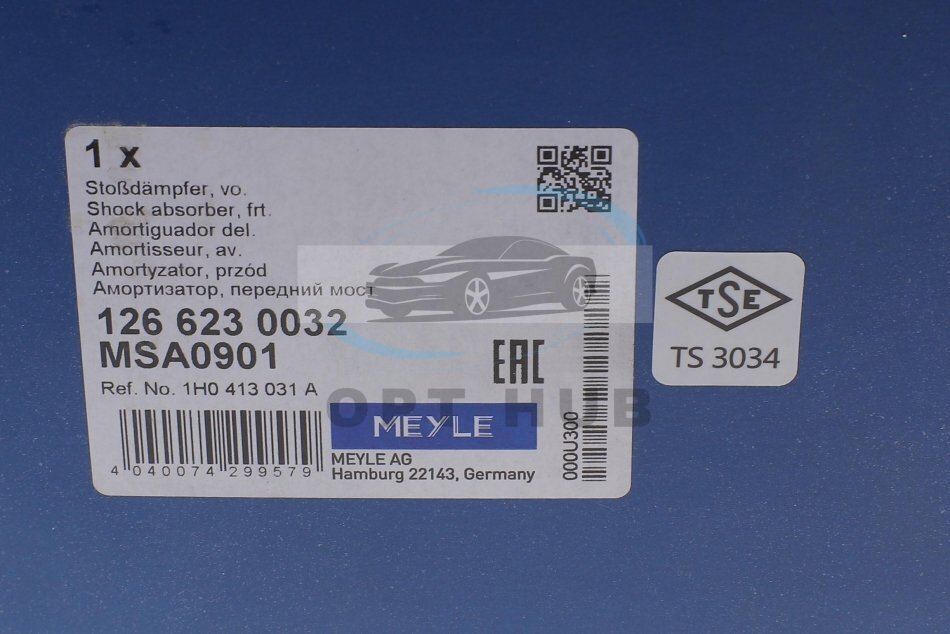 1 x
Stoßdämpfer, vo.
Shock absorber, frt.
Amortiguador del.
Amortisseur, av.
Amortyzator, przód
Амортизатор, передний мост
126 623 0032
MSA0901
Ref. No. 1H0 413 031 A
4 040074 299579
EAC
OPT HUB
MEYLE
MEYLE AG
Hamburg 22143, Germany
000U300
TSE
TS 3034